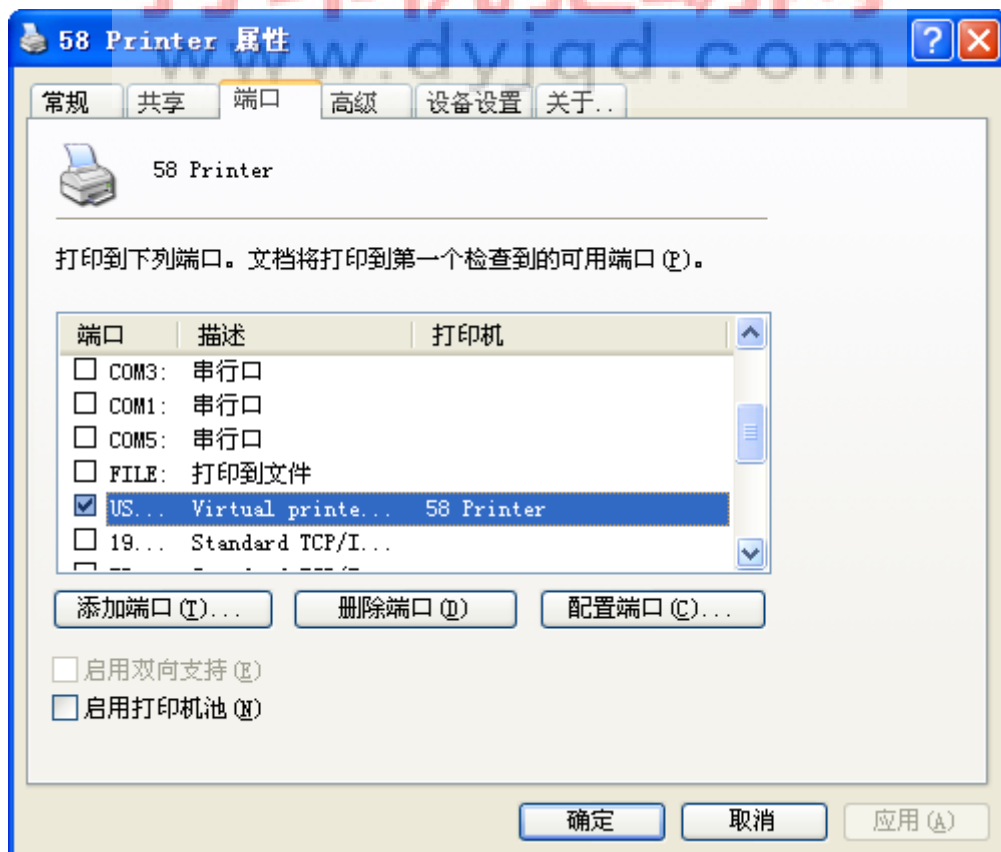 58 Printer 属性
www.dyjqd.com
常规 共享 端口 高级 设备设置 关于..
58 Printer
打印到下列端口。文档将打印到第一个检查到的可用端口(P)。
端口 描述 打印机
COM3: 串行口
COM1: 串行口
COM5: 串行口
FILE: 打印到文件
US... Virtual printe... 58 Printer
19... Standard TCP/I...
添加端口(T)... 删除端口(D) 配置端口(C)...
启用双向支持(E)
启用打印机池(N)
确定 取消 应用(A)